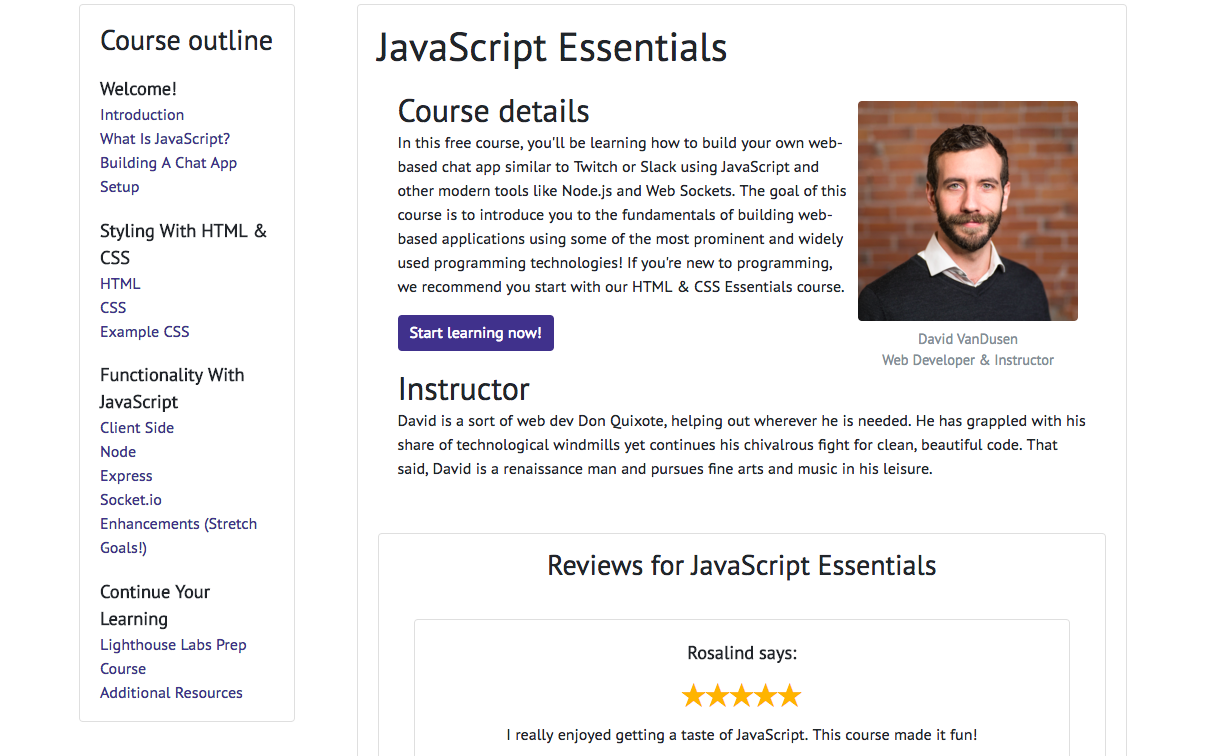 Course outline
Welcome!
Introduction
What Is JavaScript?
Building A Chat App
Setup
Styling With HTML &
CSS
HTML
CSS
Example CSS
Functionality With
JavaScript
Client Side
Node
Express
Socket.io
Enhancements (Stretch
Goals!)
Continue Your
Learning
Lighthouse Labs Prep
Course
Additional Resources
JavaScript Essentials
Course details
In this free course, you'll be learning how to build your own web-
based chat app similar to Twitch or Slack using JavaScript and
other modern tools like Node.js and Web Sockets. The goal of this
course is to introduce you to the fundamentals of building web-
based applications using some of the most prominent and widely
used programming technologies! If you're new to programming,
we recommend you start with our HTML & CSS Essentials course.
Start learning now!
David VanDusen
Web Developer & Instructor
Instructor
David is a sort of web dev Don Quixote, helping out wherever he is needed. He has grappled with his
share of technological windmills yet continues his chivalrous fight for clean, beautiful code. That
said, David is a renaissance man and pursues fine arts and music in his leisure.
Reviews for JavaScript Essentials
Rosalind says:
★★★★★
I really enjoyed getting a taste of JavaScript. This course made it fun!